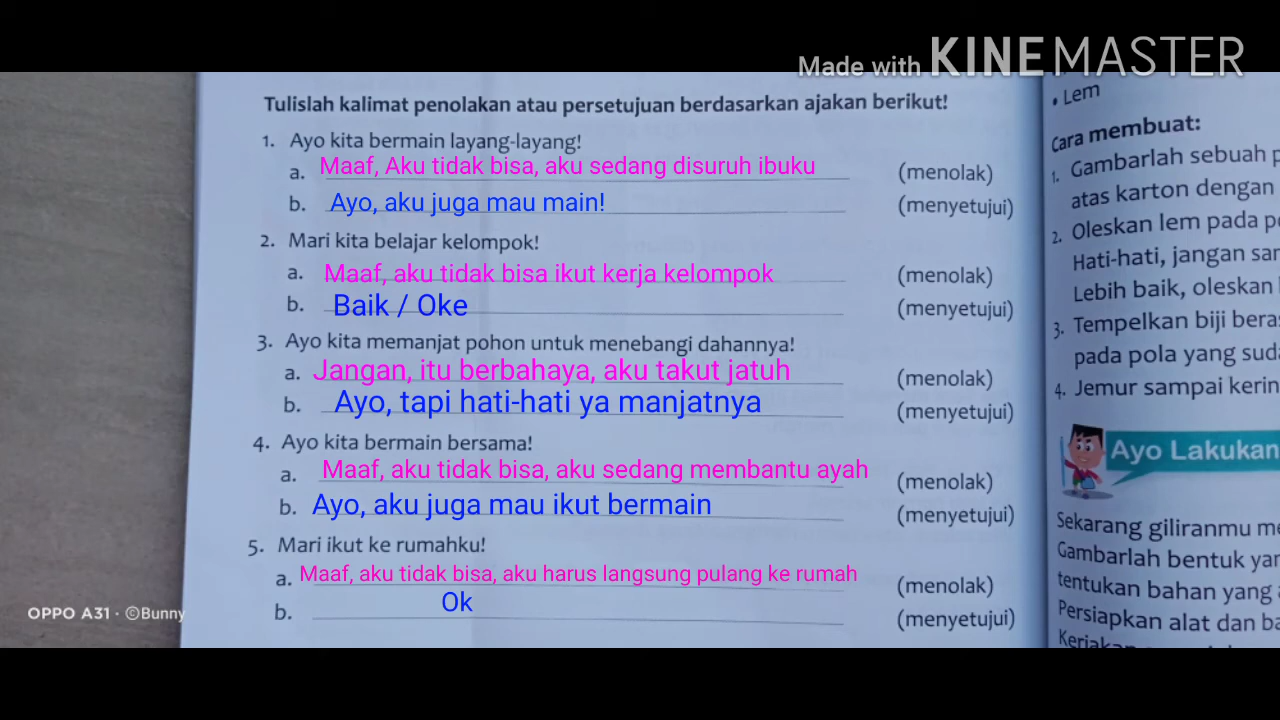 Made with KINEMASTER
Tulislah kalimat penolakan atau persetujuan berdasarkan ajakan berikut!
1. Ayo kita bermain layang-layang!
a. Maaf, Aku tidak bisa, aku sedang disuruh ibuku (menolak)
b. Ayo, aku juga mau main! (menyetujui)
2. Mari kita belajar kelompok!
a. Maaf, aku tidak bisa ikut kerja kelompok (menolak)
b. Baik / Oke (menyetujui)
3. Ayo kita memanjat pohon untuk menebangi dahannya!
a. Jangan, itu berbahaya, aku takut jatuh (menolak)
b. Ayo, tapi hati-hati ya manjatnya (menyetujui)
4. Ayo kita bermain bersama!
a. Maaf, aku tidak bisa, aku sedang membantu ayah (menolak)
b. Ayo, aku juga mau ikut bermain (menyetujui)
5. Mari ikut ke rumahku!
a. Maaf, aku tidak bisa, aku harus langsung pulang ke rumah (menolak)
b. Ok (menyetujui)
OPPO A31 · ©Bunny
• Lem
Cara membuat:
1. Gambarlah sebuah p
atas karton dengan
2. Oleskan lem pada p
Hati-hati, jangan sa
Lebih baik, oleskan
3. Tempelkan biji bera
pada pola yang suda
4. Jemur sampai kerin
Ayo Lakukan
Sekarang giliranmu me
Gambarlah bentuk yan
tentukan bahan yang
Persiapkan alat dan ba